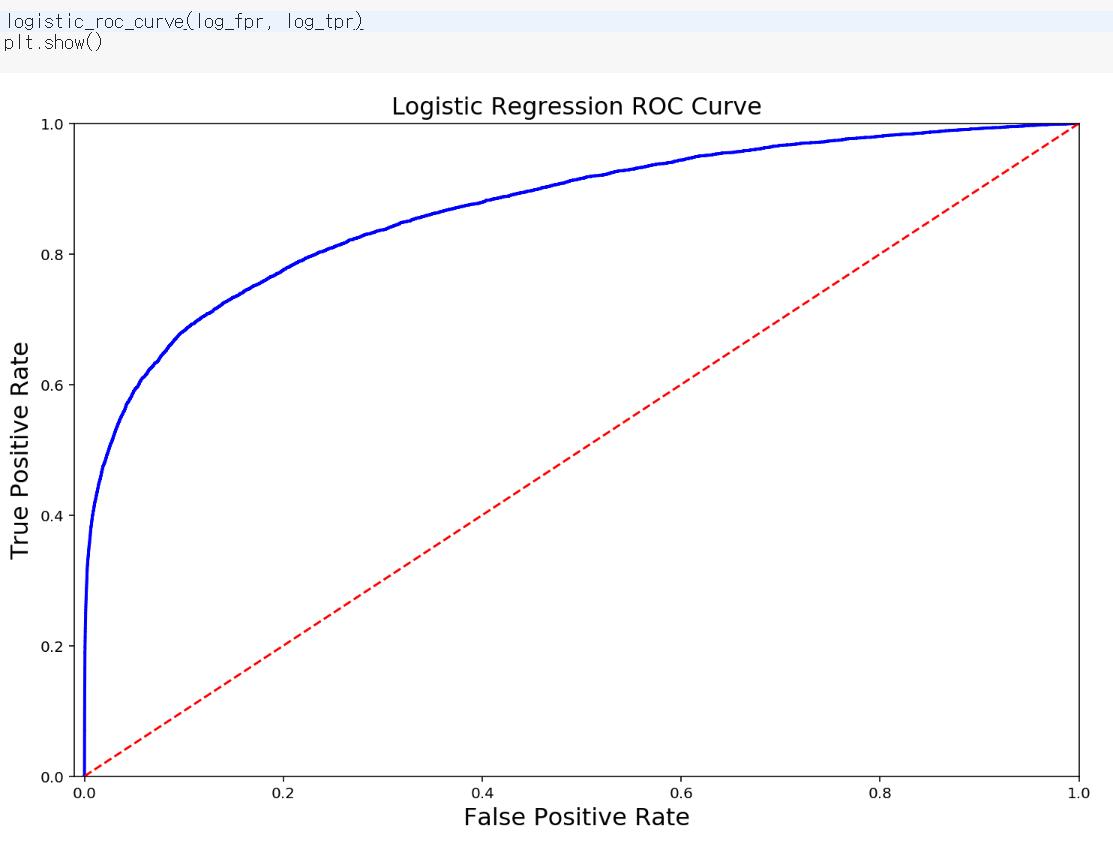 logistic_roc_curve(log_fpr, log_tpr)
plt.show()
Logistic Regression ROC Curve
1.0
0.8
0.6
0.4
0.2
0.0
True Positive Rate
0.0 0.2 0.4 0.6 0.8 1.0
False Positive Rate